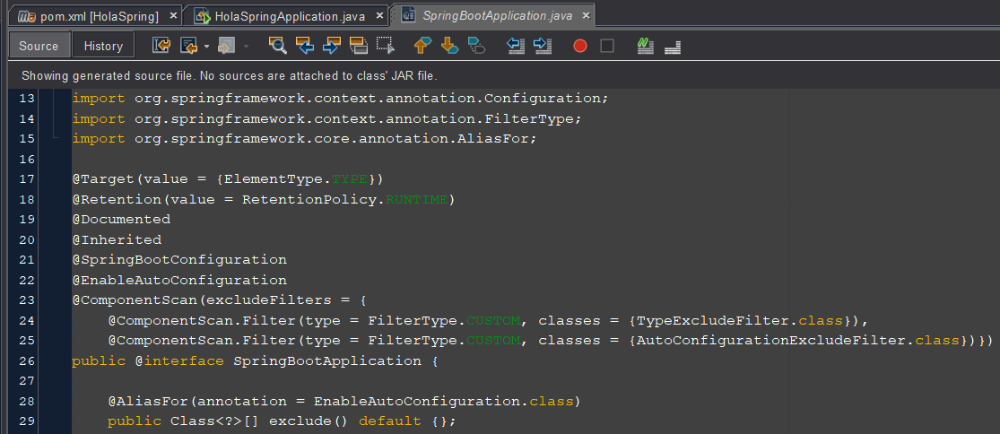 pom.xml [HolaSpring] × HolaSpringApplication.java × SpringBootApplication.java ×
Source History
Showing generated source file. No sources are attached to class' JAR file.
13 import org.springframework.context.annotation.Configuration;
14 import org.springframework.context.annotation.FilterType;
15 import org.springframework.core.annotation.AliasFor;
16
17 @Target(value = {ElementType.TYPE})
18 @Retention(value = RetentionPolicy.RUNTIME)
19 @Documented
20 @Inherited
21 @SpringBootConfiguration
22 @EnableAutoConfiguration
23 @ComponentScan(excludeFilters = {
24 @ComponentScan.Filter(type = FilterType.CUSTOM, classes = {TypeExcludeFilter.class}),
25 @ComponentScan.Filter(type = FilterType.CUSTOM, classes = {AutoConfigurationExcludeFilter.class})})
26 public @interface SpringBootApplication {
27
28 @AliasFor(annotation = EnableAutoConfiguration.class)
29 public Class<?>[] exclude() default {};